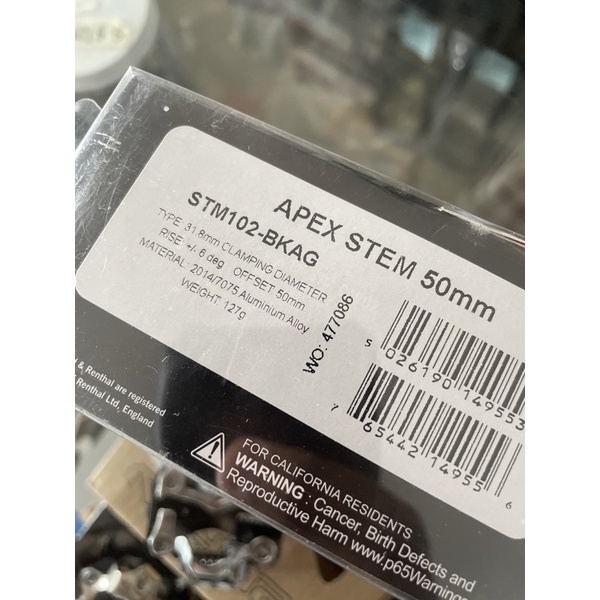 APEX STEM 50mm
STM102-BKAG
TYPE: 31.8mm CLAMPING DIAMETER
RISE: +/- 6 deg OFFSET: 50mm
MATERIAL: 2014/7075 Aluminium Alloy
WEIGHT: 127g
WO: 477086
5 026190 149553
7 65442 14955 6
& Renthal are registered
Renthal Ltd, England
FOR CALIFORNIA RESIDENTS
WARNING : Cancer, Birth Defects and
Reproductive Harm www.p65Warnings